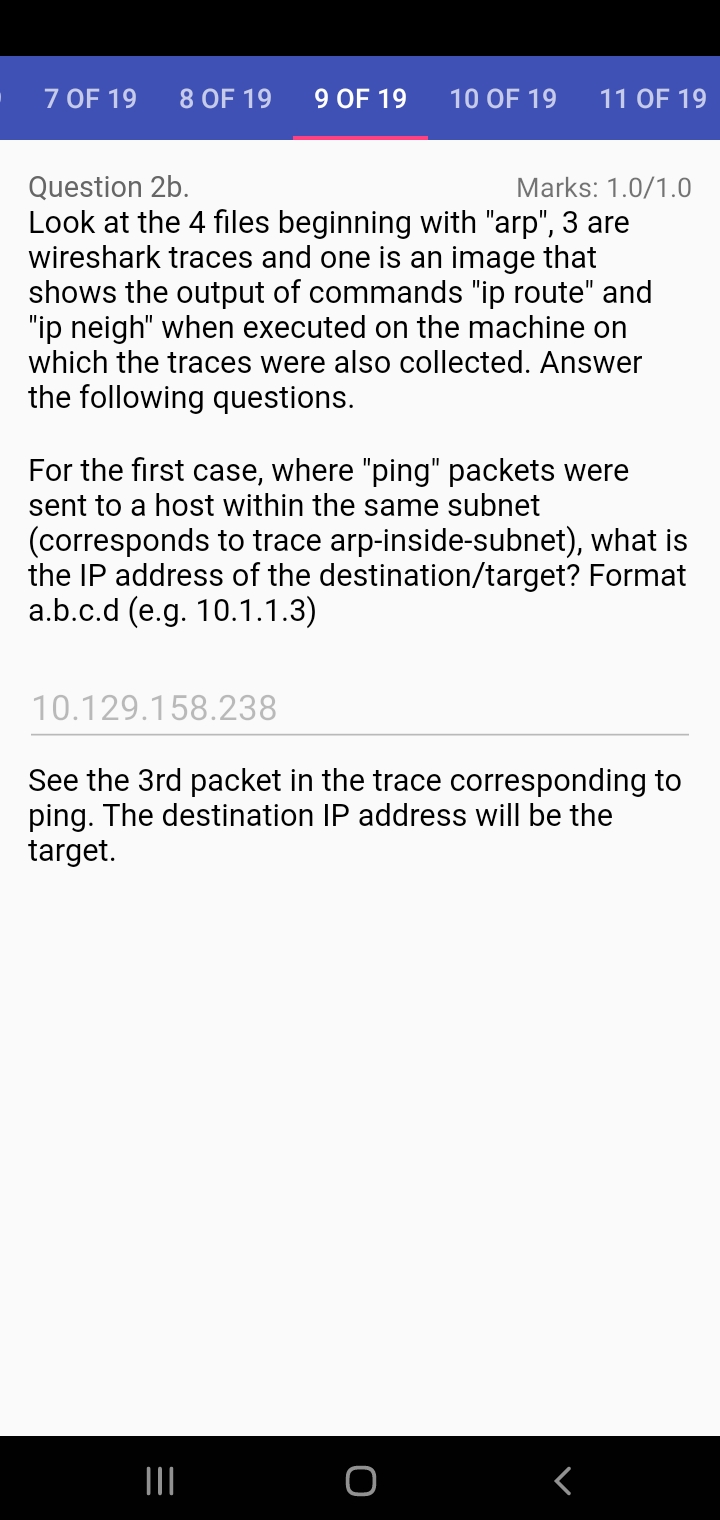 7 OF 19 8 OF 19 9 OF 19 10 OF 19 11 OF 19
Question 2b. Marks: 1.0/1.0
Look at the 4 files beginning with "arp", 3 are
wireshark traces and one is an image that
shows the output of commands "ip route" and
"ip neigh" when executed on the machine on
which the traces were also collected. Answer
the following questions.
For the first case, where "ping" packets were
sent to a host within the same subnet
(corresponds to trace arp-inside-subnet), what is
the IP address of the destination/target? Format
a.b.c.d (e.g. 10.1.1.3)
10.129.158.238
See the 3rd packet in the trace corresponding to
ping. The destination IP address will be the
target.